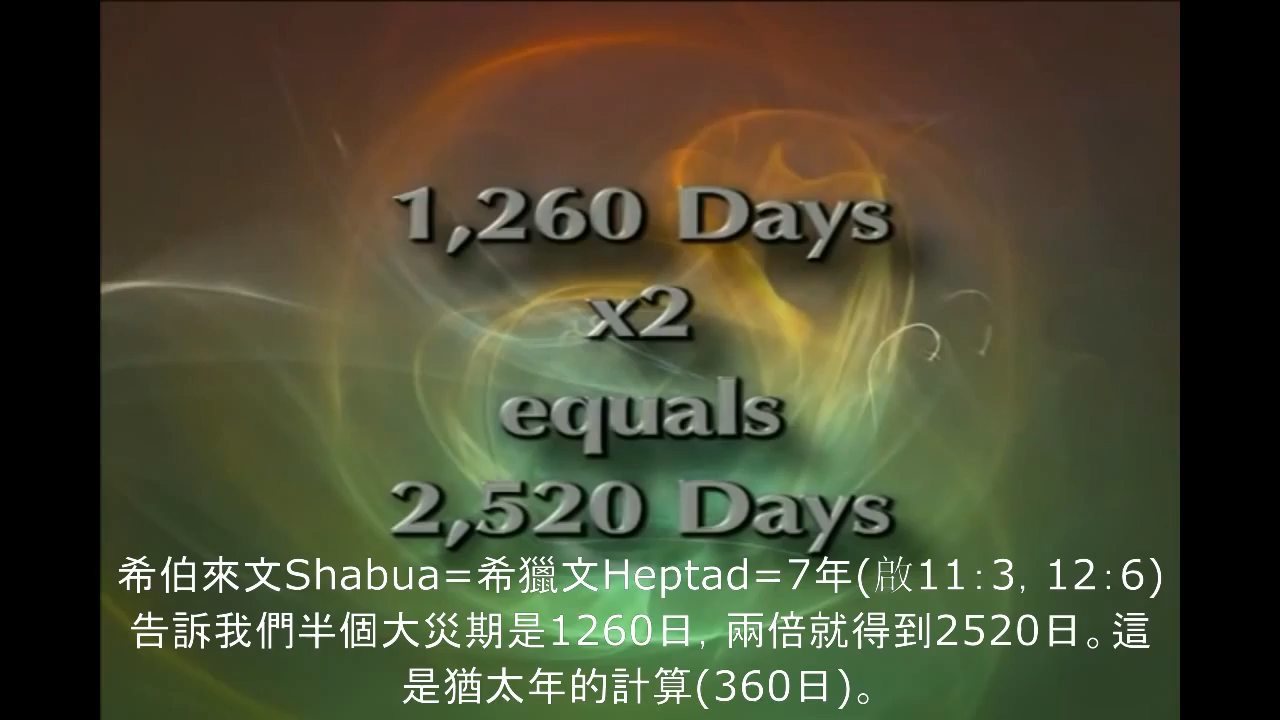 1,260 Days
x2
equals
2,520 Days
希伯來文Shabua=希獵文Heptad=7年(啟11:3, 12:6)
告訴我們半個大災期是1260日, 兩倍就得到2520日。這
是猶太年的計算(360日)。